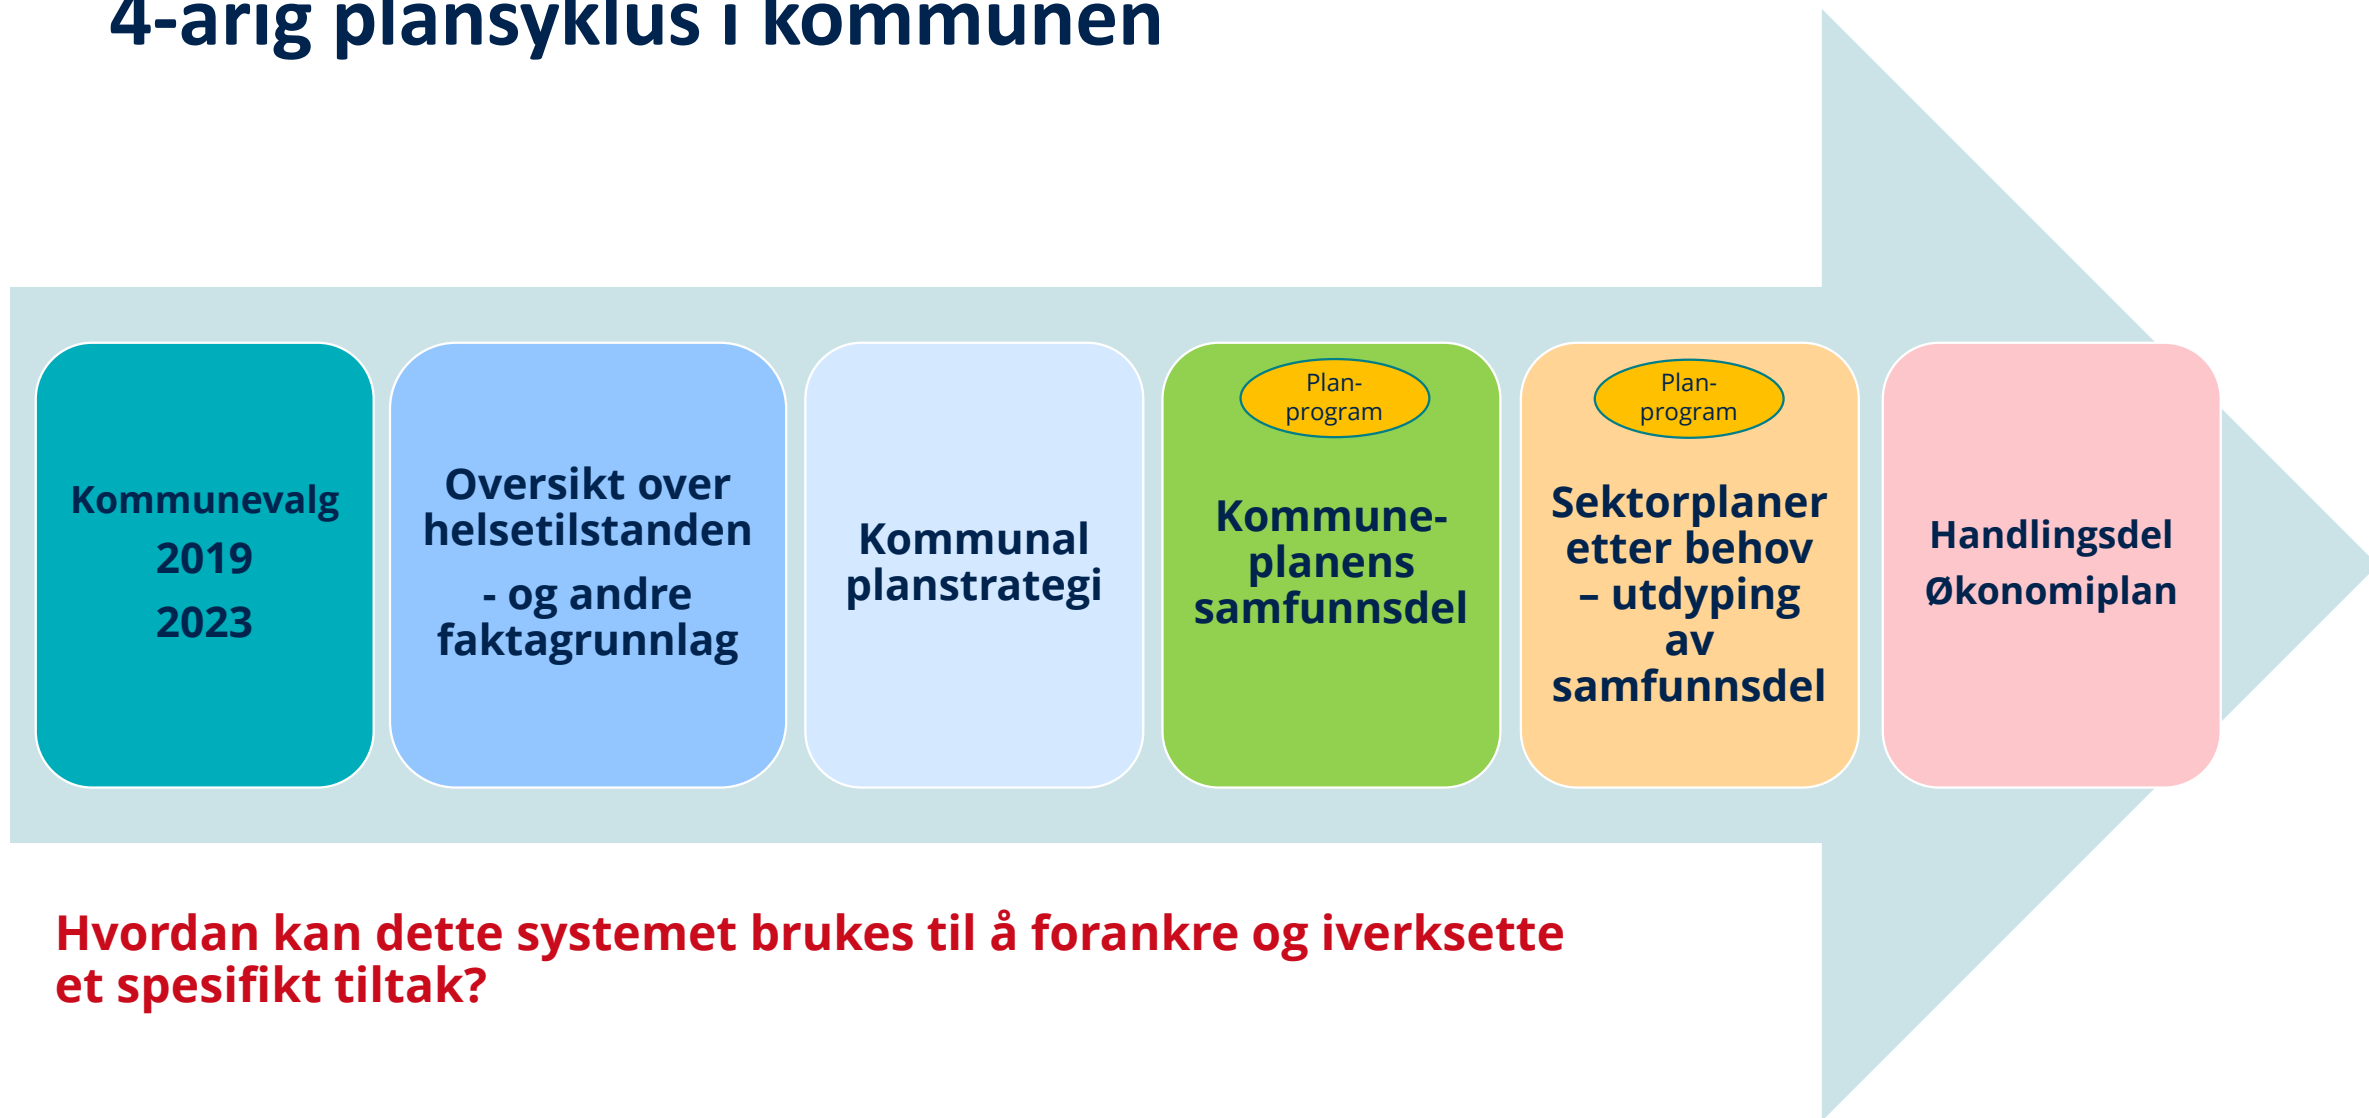 4-årig plansyklus i kommunen
Kommunevalg
2019
2023
Oversikt over
helsetilstanden
- og andre
faktagrunnlag
Kommunal
planstrategi
Plan-
program
Kommune-
planens
samfunnsdel
Plan-
program
Sektorplaner
etter behov
– utdyping
av
samfunnsdel
Handlingsdel
Økonomiplan
Hvordan kan dette systemet brukes til å forankre og iverksette
et spesifikt tiltak?